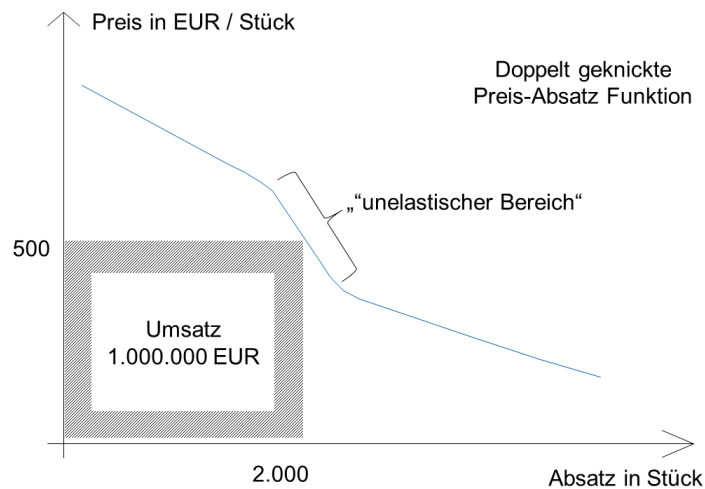 Preis in EUR / Stück
Doppelt geknickte
Preis-Absatz Funktion
„“unelastischer Bereich“
500
Umsatz
1.000.000 EUR
2.000
Absatz in Stück